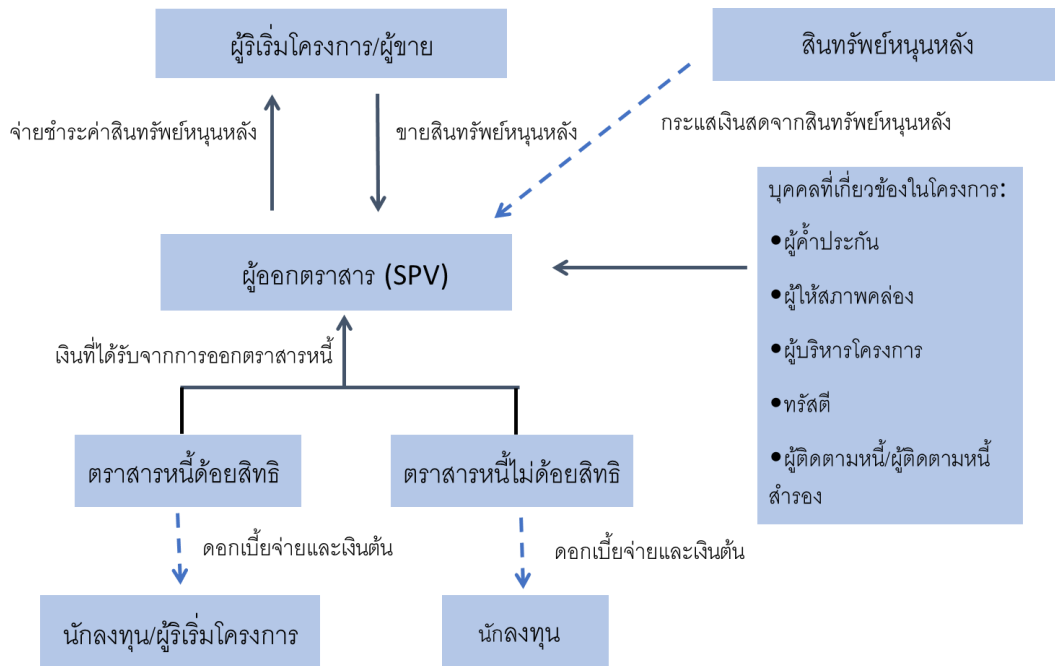 ผู้ริเริ่มโครงการ/ผู้ขาย
สินทรัพย์หนุนหลัง
จ่ายชำระค่าสินทรัพย์หนุนหลัง
ขายสินทรัพย์หนุนหลัง
กระแสเงินสดจากสินทรัพย์หนุนหลัง
บุคคลที่เกี่ยวข้องในโครงการ:
•ผู้ค้ำประกัน
•ผู้ให้สภาพคล่อง
•ผู้บริหารโครงการ
•ทรัสตี
•ผู้ติดตามหนี้/ผู้ติดตามหนี้
สำรอง
ผู้ออกตราสาร (SPV)
เงินที่ได้รับจากการออกตราสารหนี้
ตราสารหนี้ด้อยสิทธิ
ตราสารหนี้ไม่ด้อยสิทธิ
ดอกเบี้ยจ่ายและเงินต้น
ดอกเบี้ยจ่ายและเงินต้น
นักลงทุน/ผู้ริเริ่มโครงการ
นักลงทุน